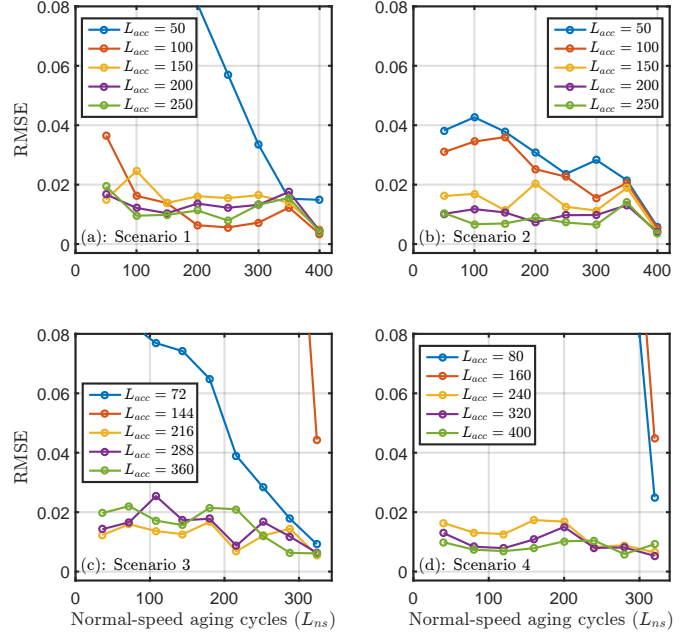 0.08
0.06
0.04
0.02
0
RMSE
L_acc = 50
L_acc = 100
L_acc = 150
L_acc = 200
L_acc = 250
(a): Scenario 1
0 100 200 300 400
0.08
0.06
0.04
0.02
0
L_acc = 50
L_acc = 100
L_acc = 150
L_acc = 200
L_acc = 250
(b): Scenario 2
0 100 200 300 400
0.08
0.06
0.04
0.02
0
RMSE
L_acc = 72
L_acc = 144
L_acc = 216
L_acc = 288
L_acc = 360
(c): Scenario 3
0 100 200 300
Normal-speed aging cycles (L_ns)
0.08
0.06
0.04
0.02
0
L_acc = 80
L_acc = 160
L_acc = 240
L_acc = 320
L_acc = 400
(d): Scenario 4
0 100 200 300
Normal-speed aging cycles (L_ns)